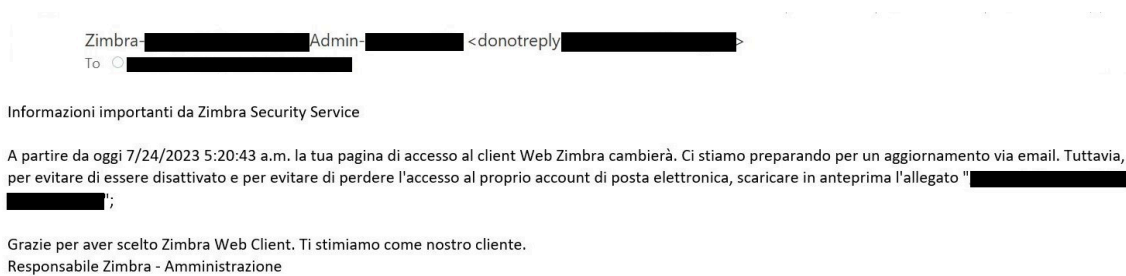 Zimbra- Admin- <donotreply >
To
Informazioni importanti da Zimbra Security Service
A partire da oggi 7/24/2023 5:20:43 a.m. la tua pagina di accesso al client Web Zimbra cambierà. Ci stiamo preparando per un aggiornamento via email. Tuttavia,
per evitare di essere disattivato e per evitare di perdere l'accesso al proprio account di posta elettronica, scaricare in anteprima l'allegato "
";
Grazie per aver scelto Zimbra Web Client. Ti stimiamo come nostro cliente.
Responsabile Zimbra - Amministrazione